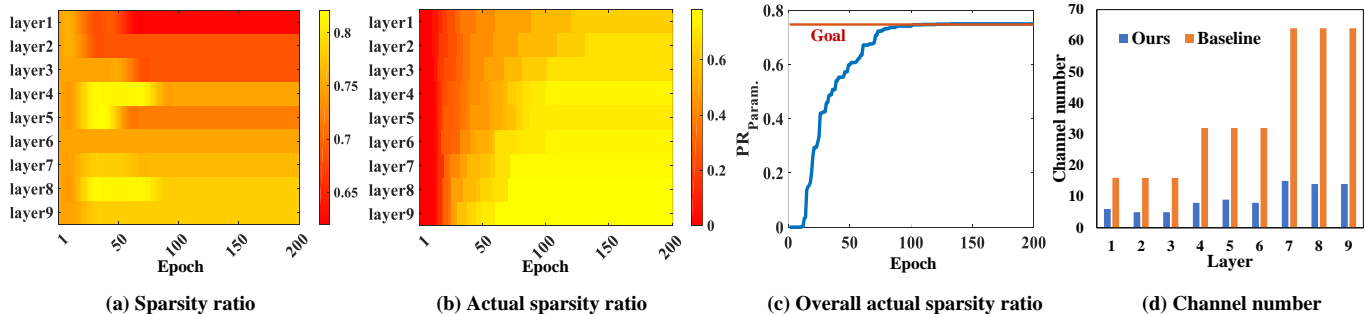 layer1
layer2
layer3
layer4
layer5
layer6
layer7
layer8
layer9
1
50
100
150
200
Epoch
0.8
0.75
0.7
0.65
(a) Sparsity ratio
layer1
layer2
layer3
layer4
layer5
layer6
layer7
layer8
layer9
1
50
100
150
200
Epoch
0.6
0.4
0.2
0
(b) Actual sparsity ratio
0.8
0.6
0.4
0.2
0
PR Param.
Goal
0
50
100
150
200
Epoch
(c) Overall actual sparsity ratio
70
60
50
40
30
20
10
0
Channel number
Ours
Baseline
1 2 3 4 5 6 7 8 9
Layer
(d) Channel number